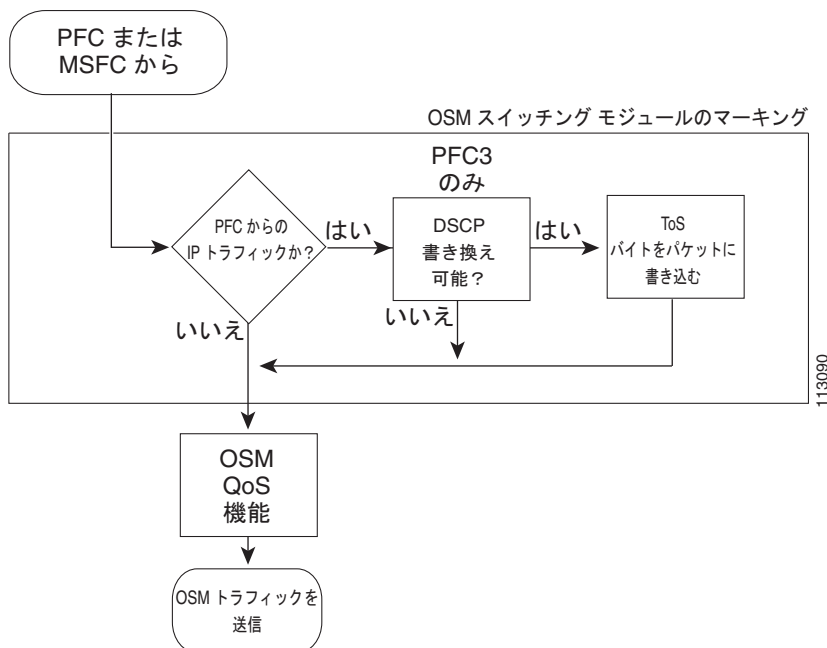 PFC または
MSFC から
OSM スイッチング モジュールのマーキング
PFC3
のみ
PFC からの
IP トラフィックか?
はい
DSCP
書き換え
可能?
はい
ToS
バイトをパケットに
書き込む
いいえ
いいえ
113090
OSM
QoS
機能
OSM トラフィックを
送信